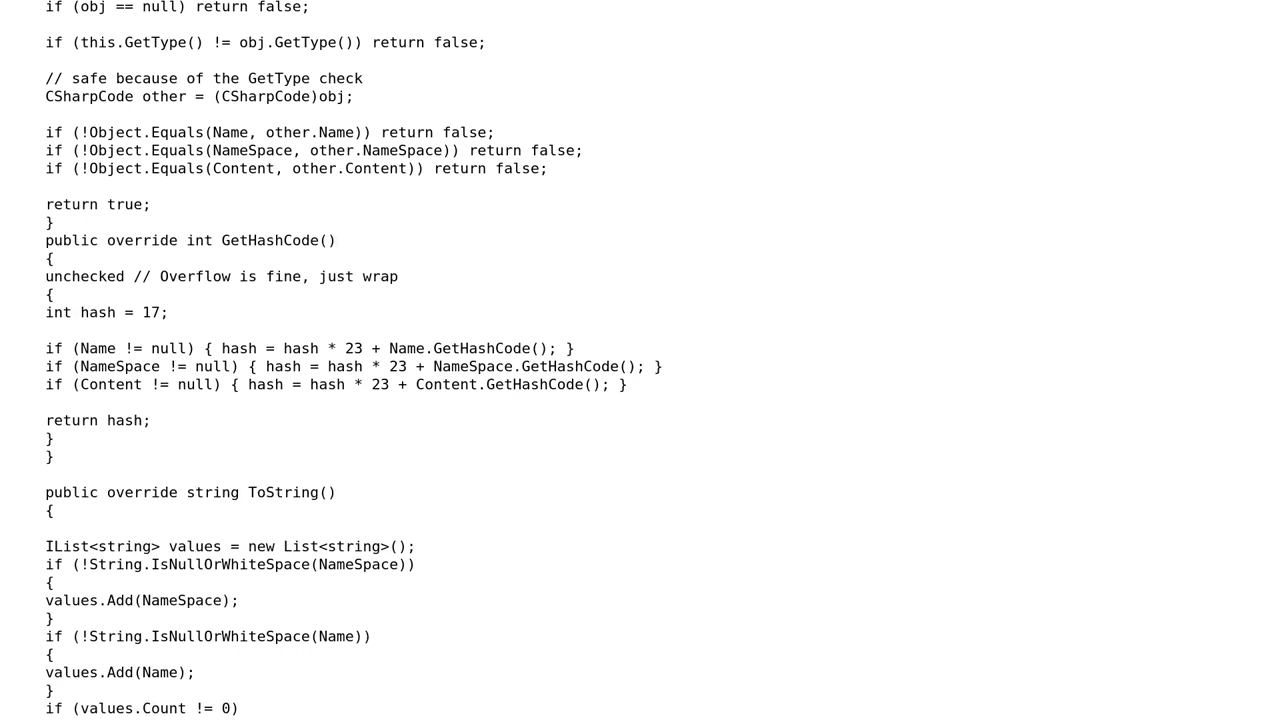 if (obj == null) return false;
if (this.GetType() != obj.GetType()) return false;
// safe because of the GetType check
CSharpCode other = (CSharpCode)obj;
if (!Object.Equals(Name, other.Name)) return false;
if (!Object.Equals(NameSpace, other.NameSpace)) return false;
if (!Object.Equals(Content, other.Content)) return false;
return true;
}
public override int GetHashCode()
{
unchecked // Overflow is fine, just wrap
{
int hash = 17;
if (Name != null) { hash = hash * 23 + Name.GetHashCode(); }
if (NameSpace != null) { hash = hash * 23 + NameSpace.GetHashCode(); }
if (Content != null) { hash = hash * 23 + Content.GetHashCode(); }
return hash;
}
}
public override string ToString()
{
IList<string> values = new List<string>();
if (!String.IsNullOrWhiteSpace(NameSpace))
{
values.Add(NameSpace);
}
if (!String.IsNullOrWhiteSpace(Name))
{
values.Add(Name);
}
if (values.Count != 0)